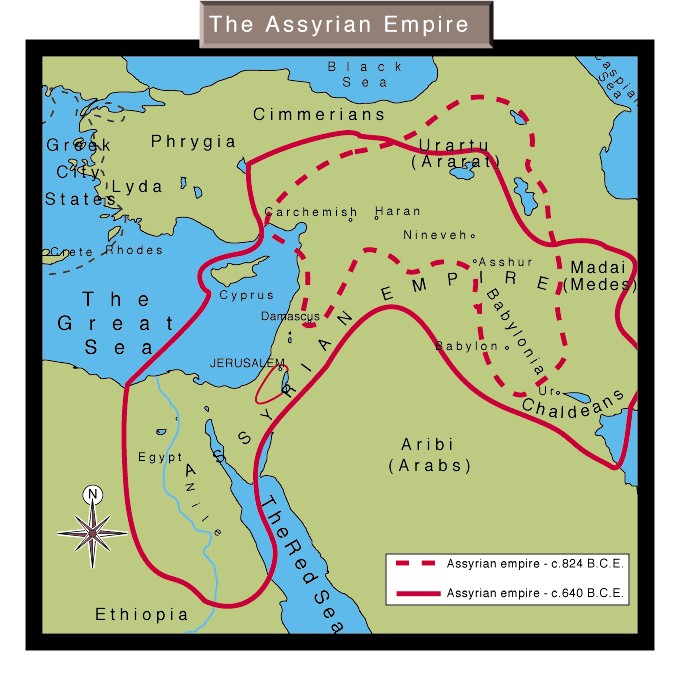 The Assyrian Empire
Black
Sea
Caspian
Sea
Cimmerians
Phrygia
Urartu
(Ararat)
Greek
City
States
Lyda
Carchemish
Haran
Nineveh
Crete
Rhodes
Asshur
Madai
(Medes)
Cyprus
The
Great
Sea
Damascus
Babylonia
Babylon
JERUSALEM
Ur
Chaldeans
ASSYRIAN EMPIRE
Aribi
(Arabs)
Egypt
Nile
N
The Red Sea
Ethiopia
Assyrian empire - c.824 B.C.E.
Assyrian empire - c.640 B.C.E.